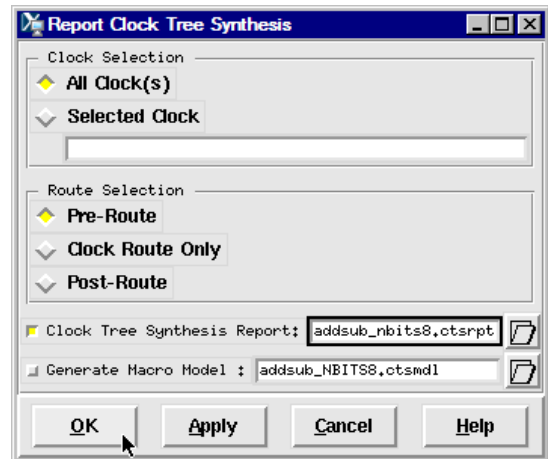 Report Clock Tree Synthesis
Clock Selection
All Clock(s)
Selected Clock
Route Selection
Pre-Route
Clock Route Only
Post-Route
Clock Tree Synthesis Report: addsub_nbits8.ctsrpt
Generate Macro Model : addsub_NBITS8.ctsmdl
OK Apply Cancel Help